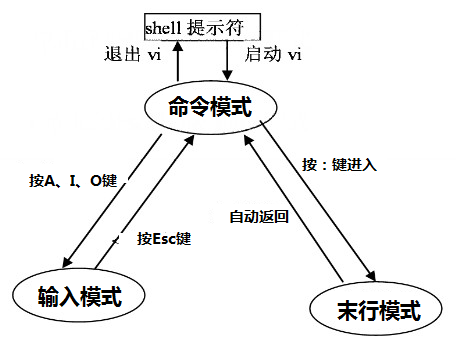 shell 提示符
退出 vi
启动 vi
命令模式
按A、I、O键
按：键进入
自动返回
按Esc键
输入模式
末行模式